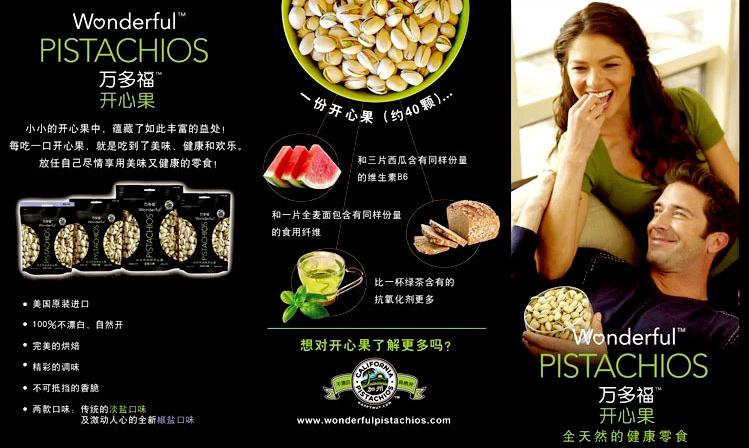 Wonderful™
PISTACHIOS
万多福™
开心果
小小的开心果中，蕴藏了如此丰富的益处！
每吃一口开心果，就是吃到了美味、健康和欢乐。
放任自己尽情享用美味又健康的零食！
• 美国原装进口
• 100%不漂白、自然开
• 完美的烘焙
• 精彩的调味
• 不可抵挡的香脆
• 两款口味：传统的淡盐口味
及激动人心的全新椒盐口味
一份开心果（约40颗）...
和三片西瓜含有同样份量
的维生素B6
和一片全麦面包含有同样份量
的食用纤维
比一杯绿茶含有的
抗氧化剂更多
想对开心果了解更多吗?
CALIFORNIA
加州
PISTACHIOS
不漂白
自然开
www.wonderfulpistachios.com
Wonderful™
PISTACHIOS
万多福™
开心果
全天然的健康零食